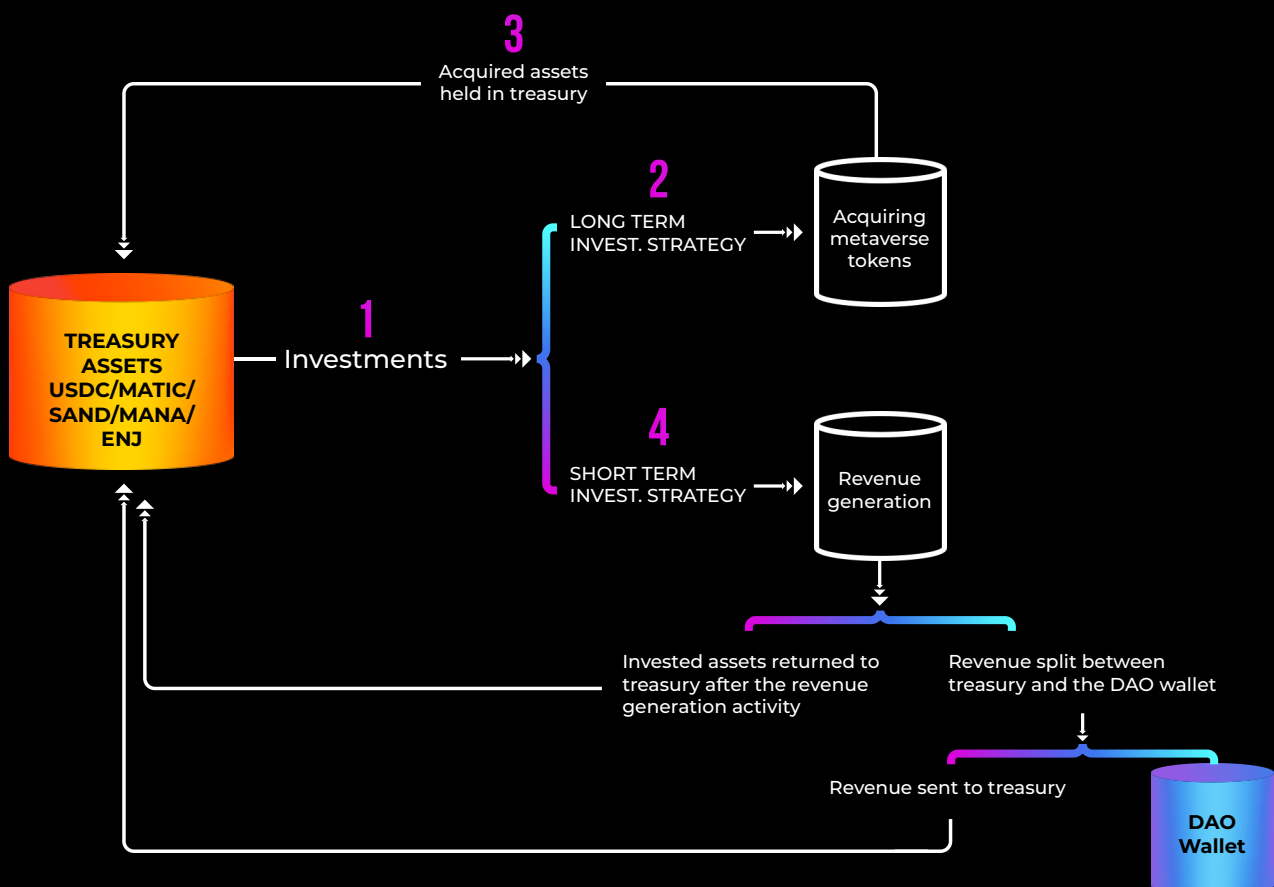 3
Acquired assets
held in treasury
2
LONG TERM
INVEST. STRATEGY
Acquiring
metaverse
tokens
1
Investments
TREASURY
ASSETS
USDC/MATIC/
SAND/MANA/
ENJ
4
SHORT TERM
INVEST. STRATEGY
Revenue
generation
Invested assets returned to
treasury after the revenue
generation activity
Revenue split between
treasury and the DAO wallet
Revenue sent to treasury
DAO
Wallet